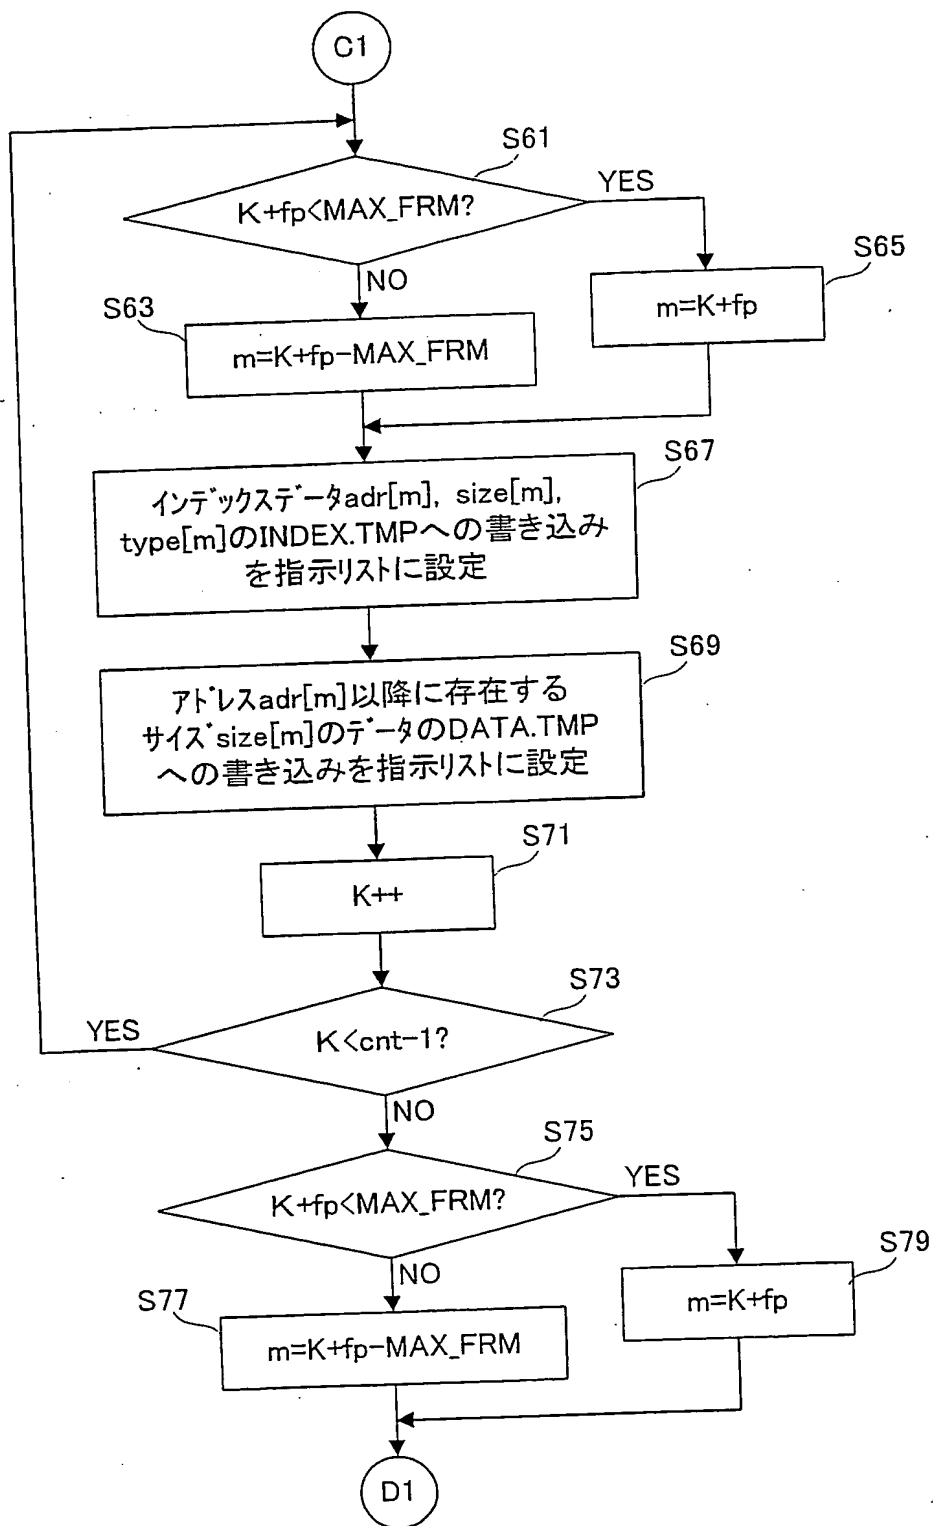 C1
S61
K+fp<MAX_FRM?
YES
NO
S65
m=K+fp
S63
m=K+fp-MAX_FRM
S67
インデックスデータadr[m], size[m],
type[m]のINDEX.TMPへの書き込み
を指示リストに設定
S69
アドレスadr[m]以降に存在する
サイズsize[m]のデータのDATA.TMP
への書き込みを指示リストに設定
S71
K++
S73
K<cnt-1?
YES
NO
S75
K+fp<MAX_FRM?
YES
NO
S79
m=K+fp
S77
m=K+fp-MAX_FRM
D1